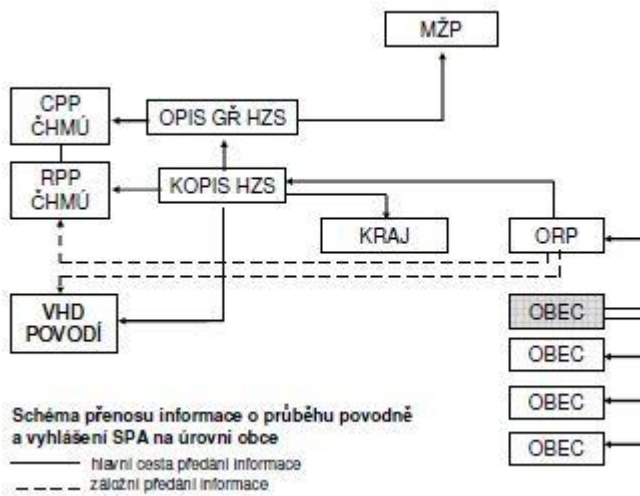 MŽP
CPP
ČHMÚ
OPIS GŘ HZS
RPP
ČHMÚ
KOPIS HZS
KRAJ
ORP
VHD
POVODÍ
OBEC
OBEC
OBEC
OBEC
Schéma přenosu informace o průběhu povodně
a vyhlášení SPA na úrovni obce
hlavní cesta předání informace
záložní předání informace